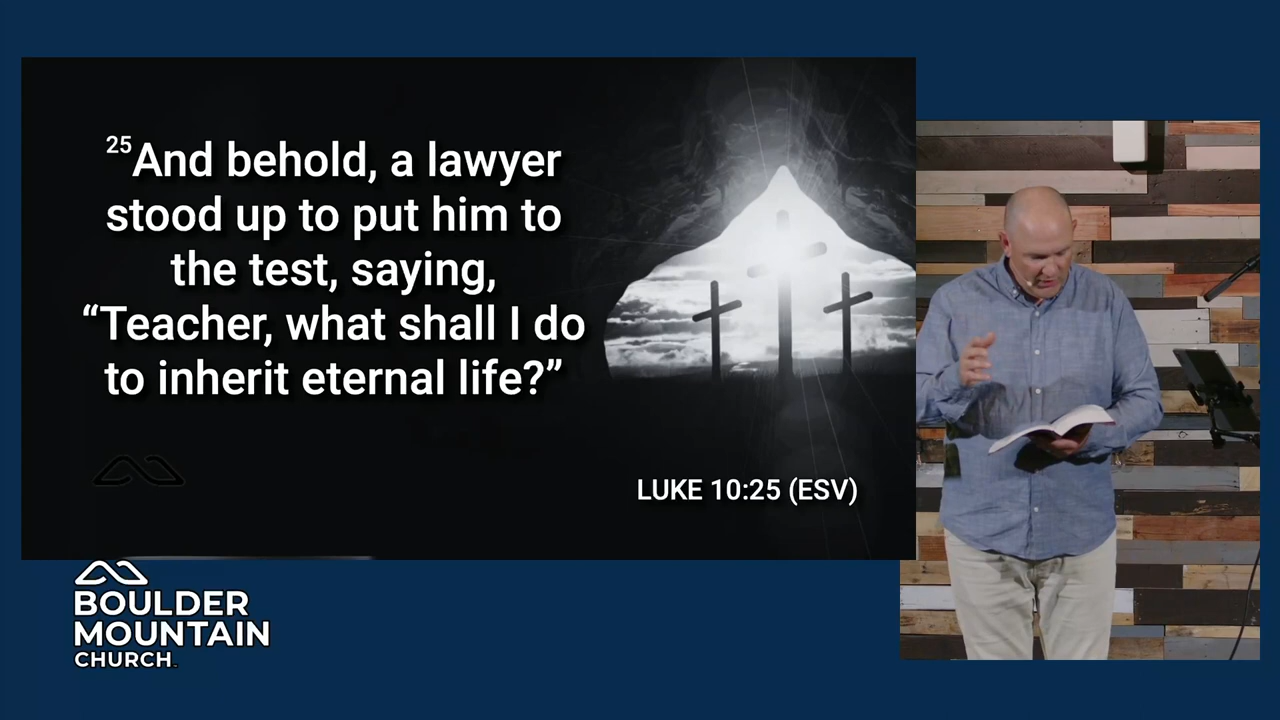 25And behold, a lawyer
stood up to put him to
the test, saying,
“Teacher, what shall I do
to inherit eternal life?”
LUKE 10:25 (ESV)
BOULDER
MOUNTAIN
CHURCH.